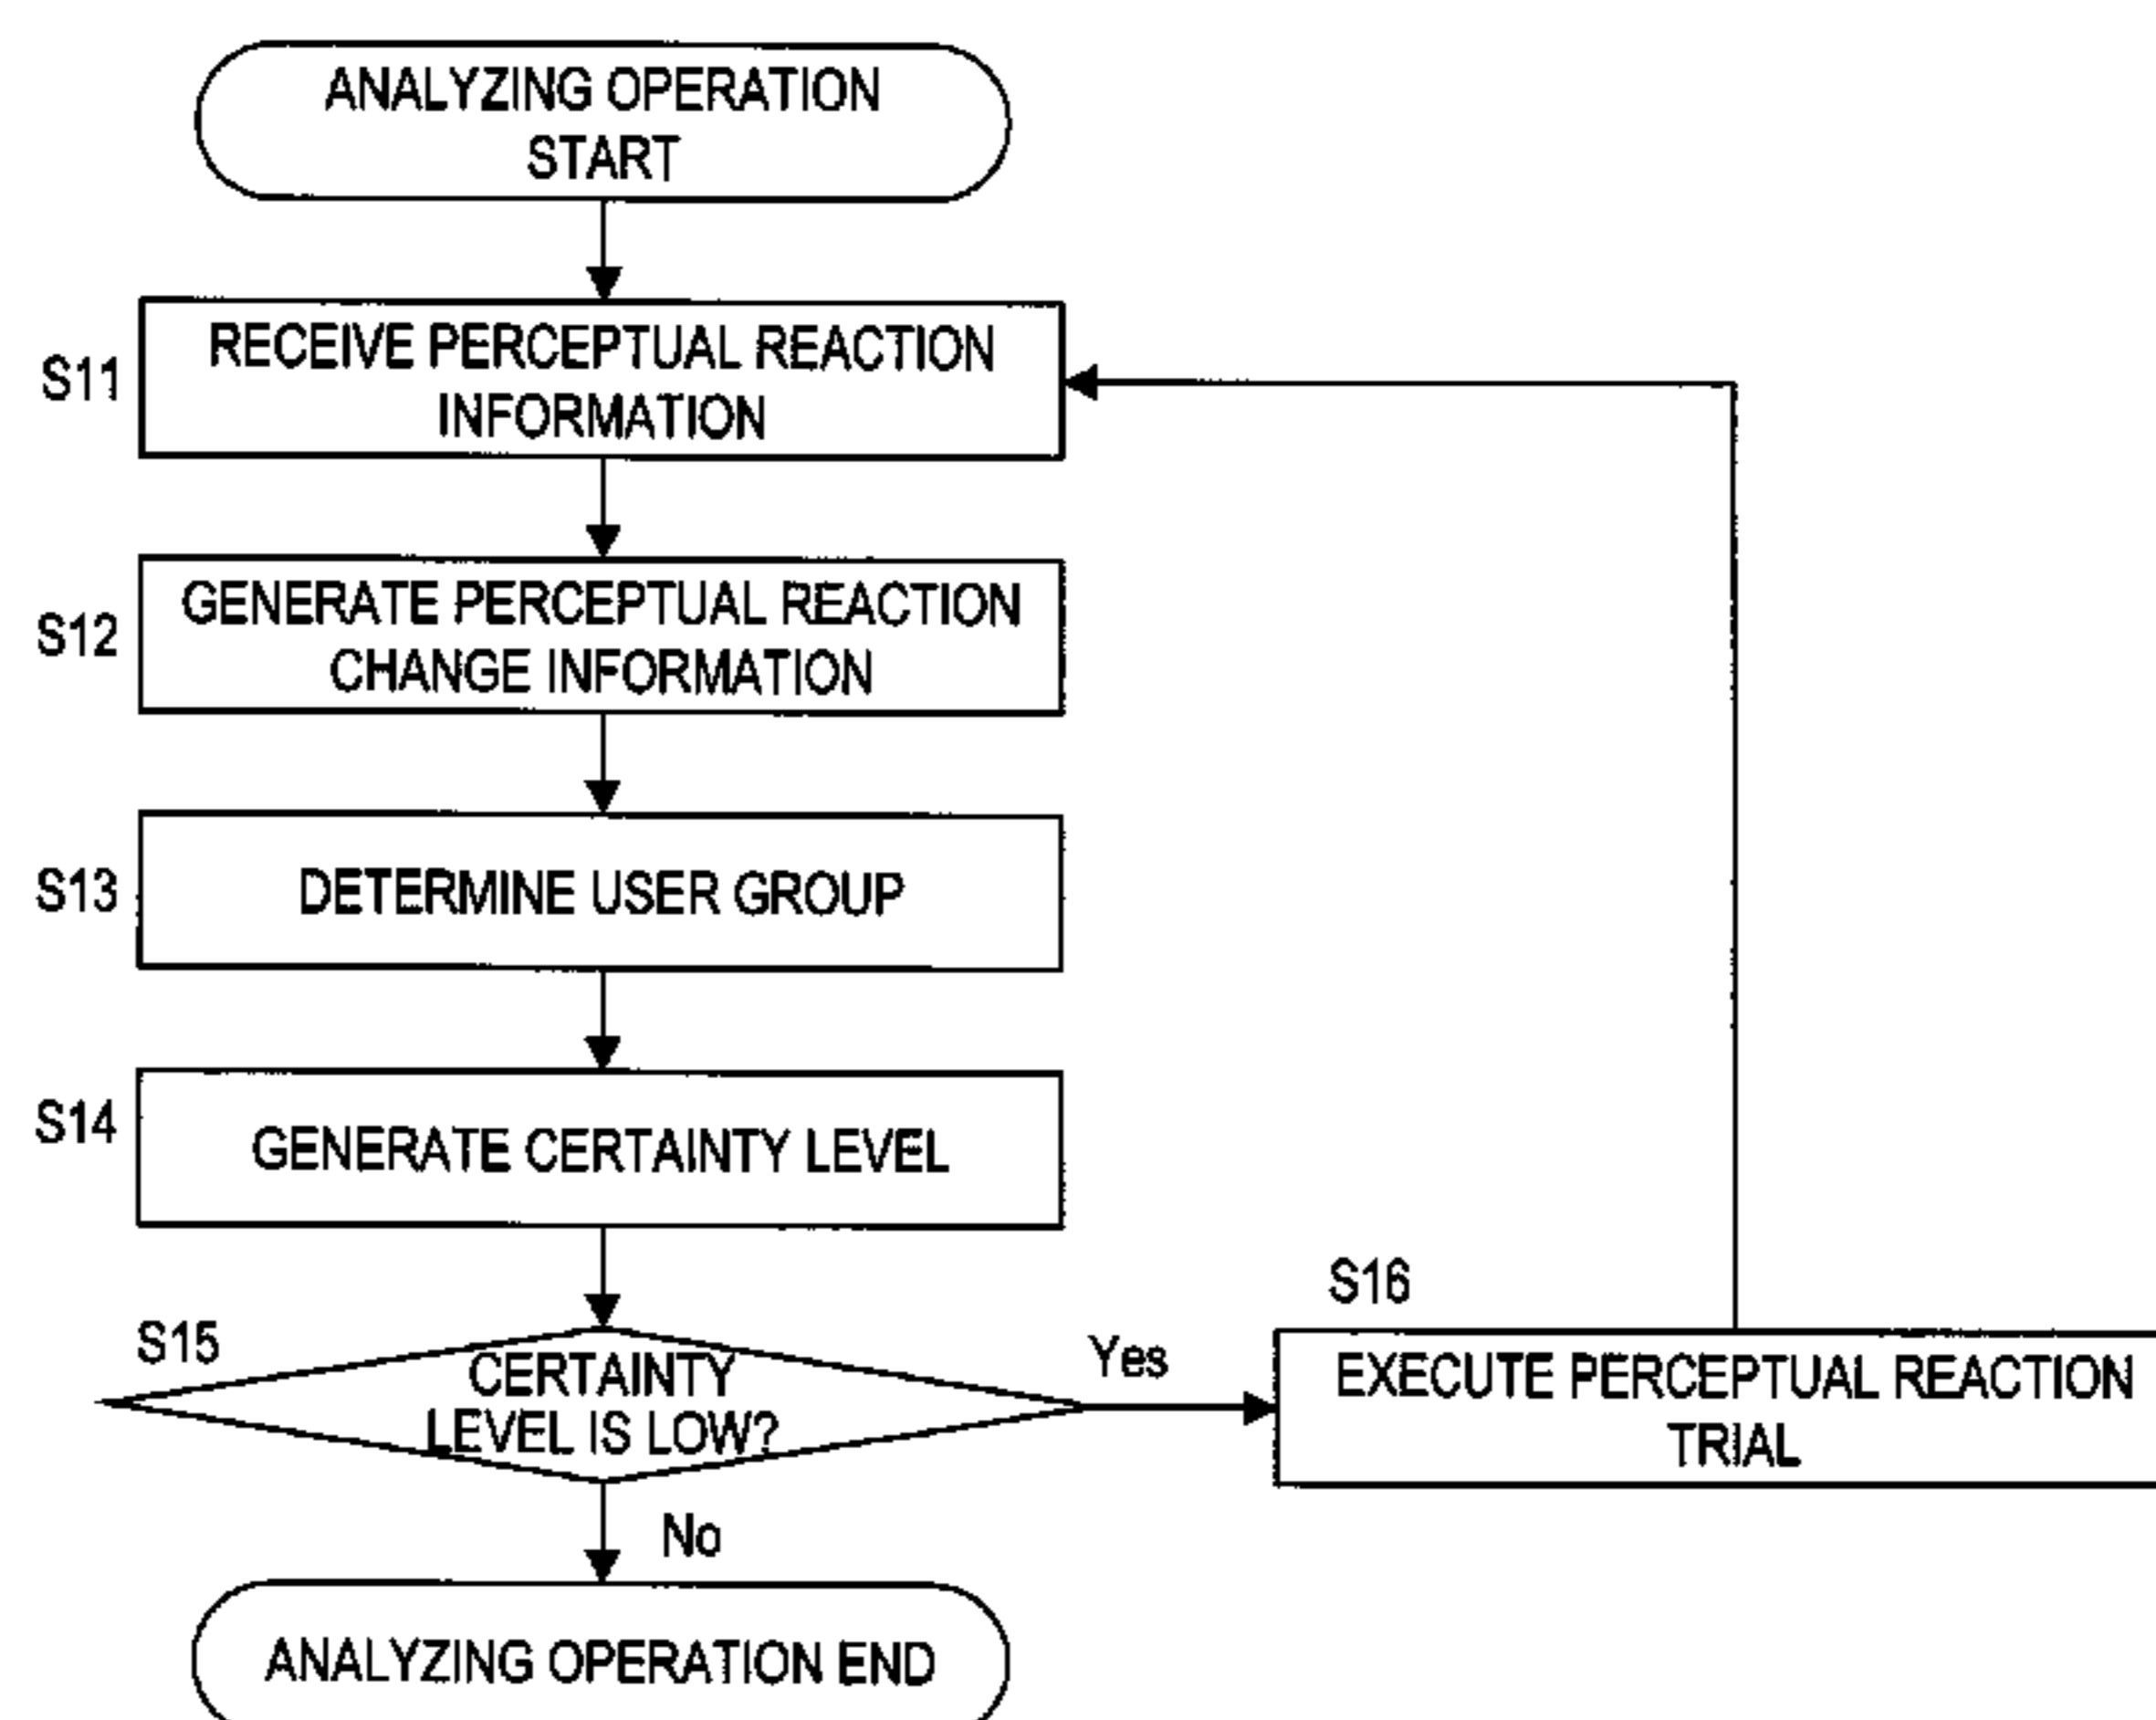 ANALYZING OPERATION
START
S11
RECEIVE PERCEPTUAL REACTION
INFORMATION
S12
GENERATE PERCEPTUAL REACTION
CHANGE INFORMATION
S13
DETERMINE USER GROUP
S14
GENERATE CERTAINTY LEVEL
S15
CERTAINTY
LEVEL IS LOW?
Yes
S16
EXECUTE PERCEPTUAL REACTION
TRIAL
No
ANALYZING OPERATION END